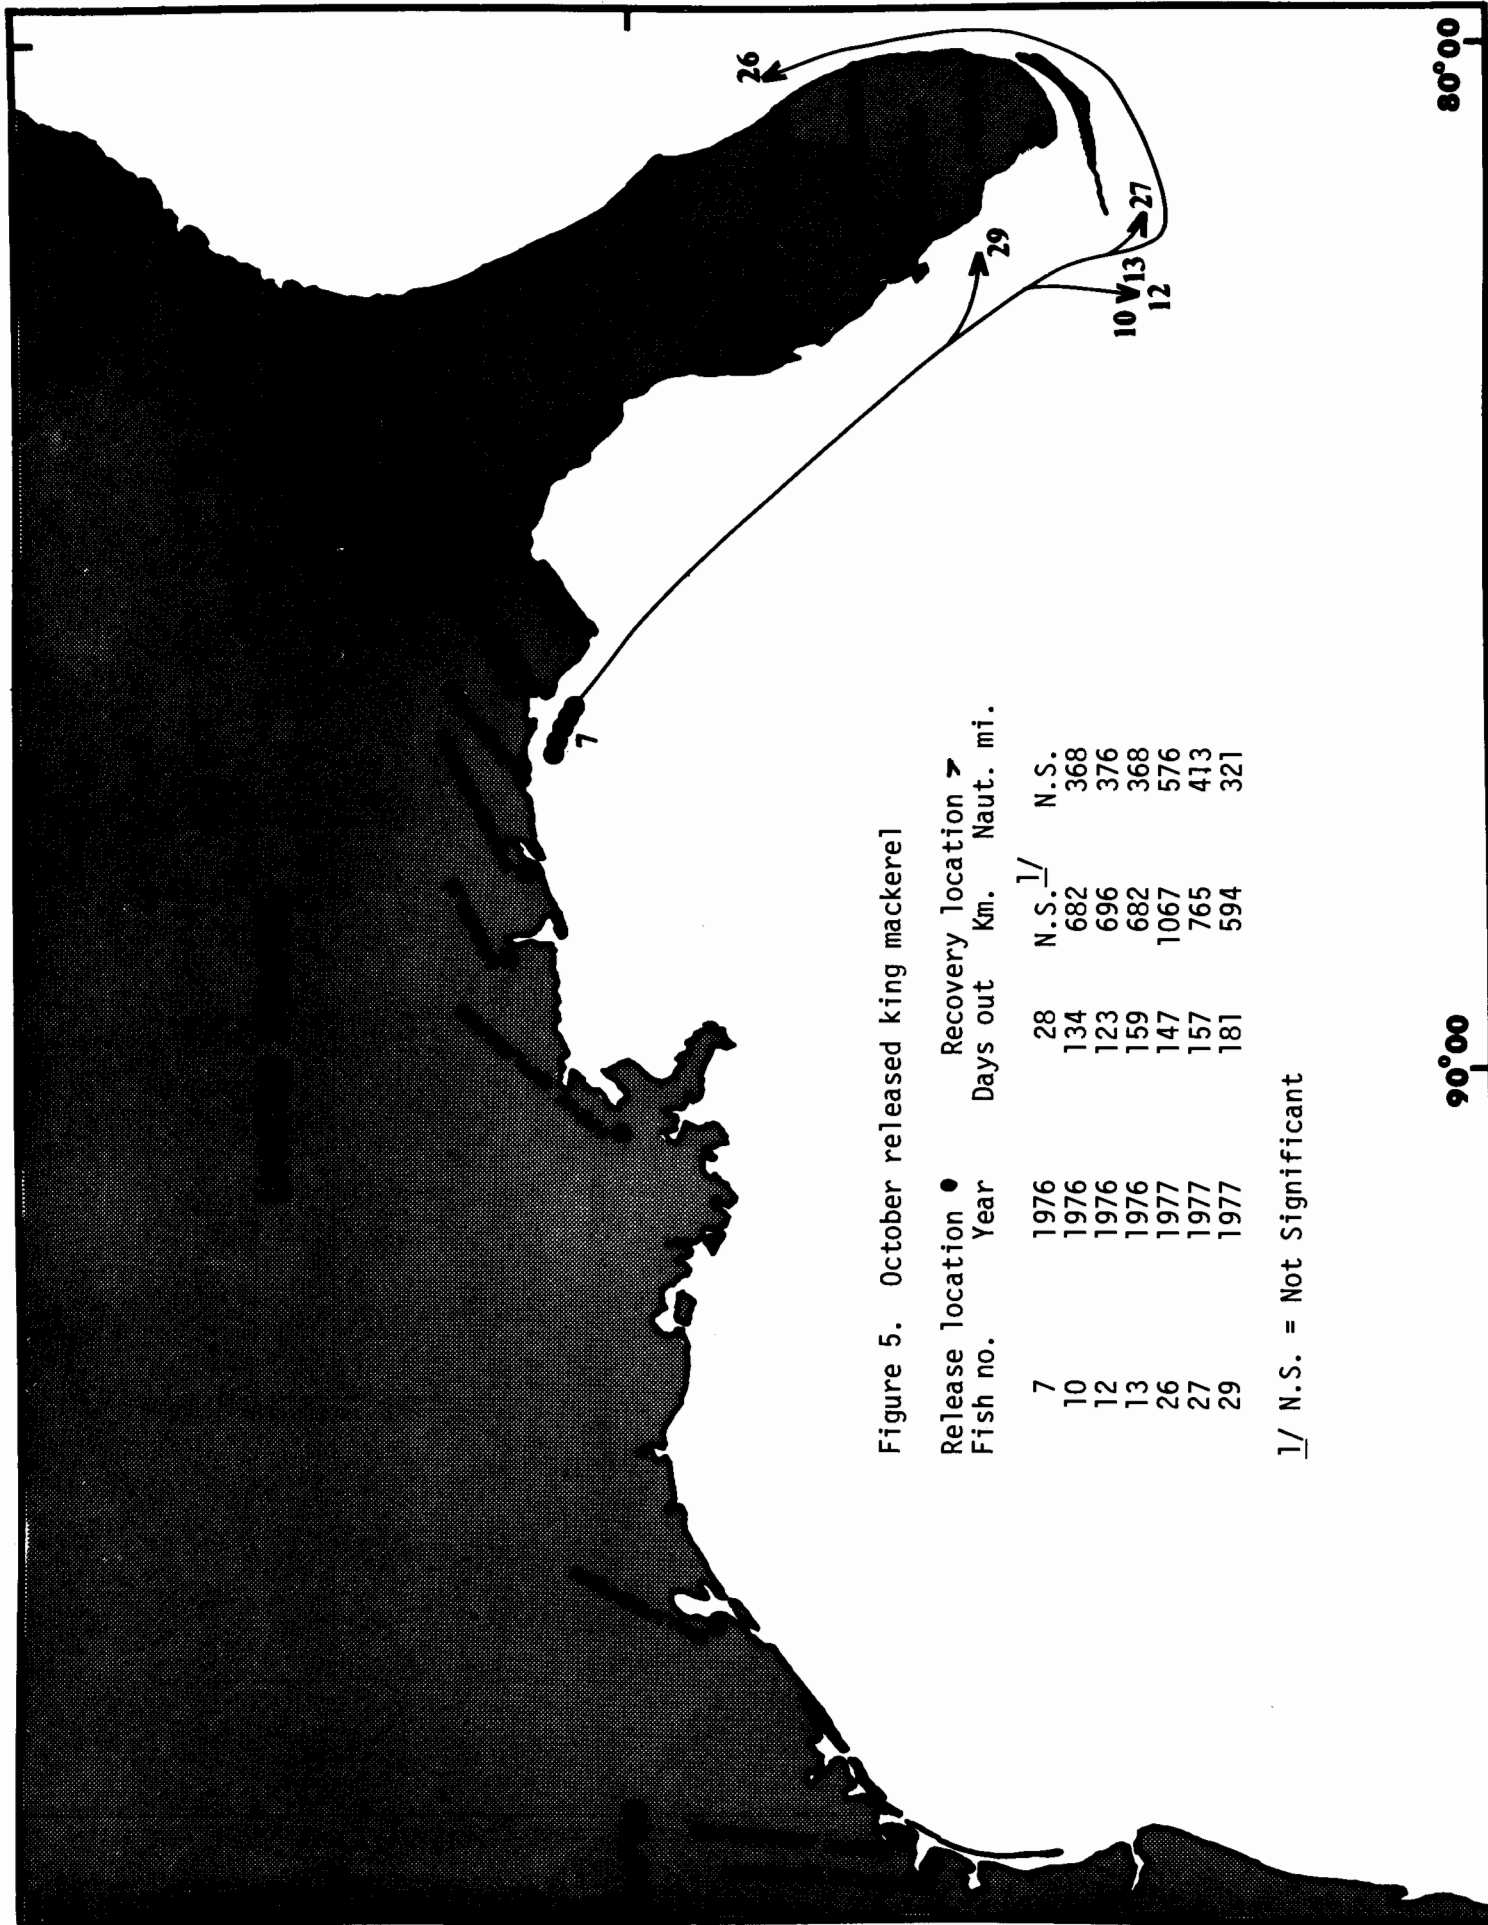 Figure 5. October released king mackerel
Release location ● Recovery location >
Fish no. Year Days out Km. Naut. mi.
7 1976 28 N.S. 1/ N.S.
10 1976 134 682 368
12 1976 123 696 376
13 1976 159 682 368
26 1977 147 1067 576
27 1977 157 765 413
29 1977 181 594 321
1/ N.S. = Not Significant
7
26
29
27
10 13
12
90°00
80°00